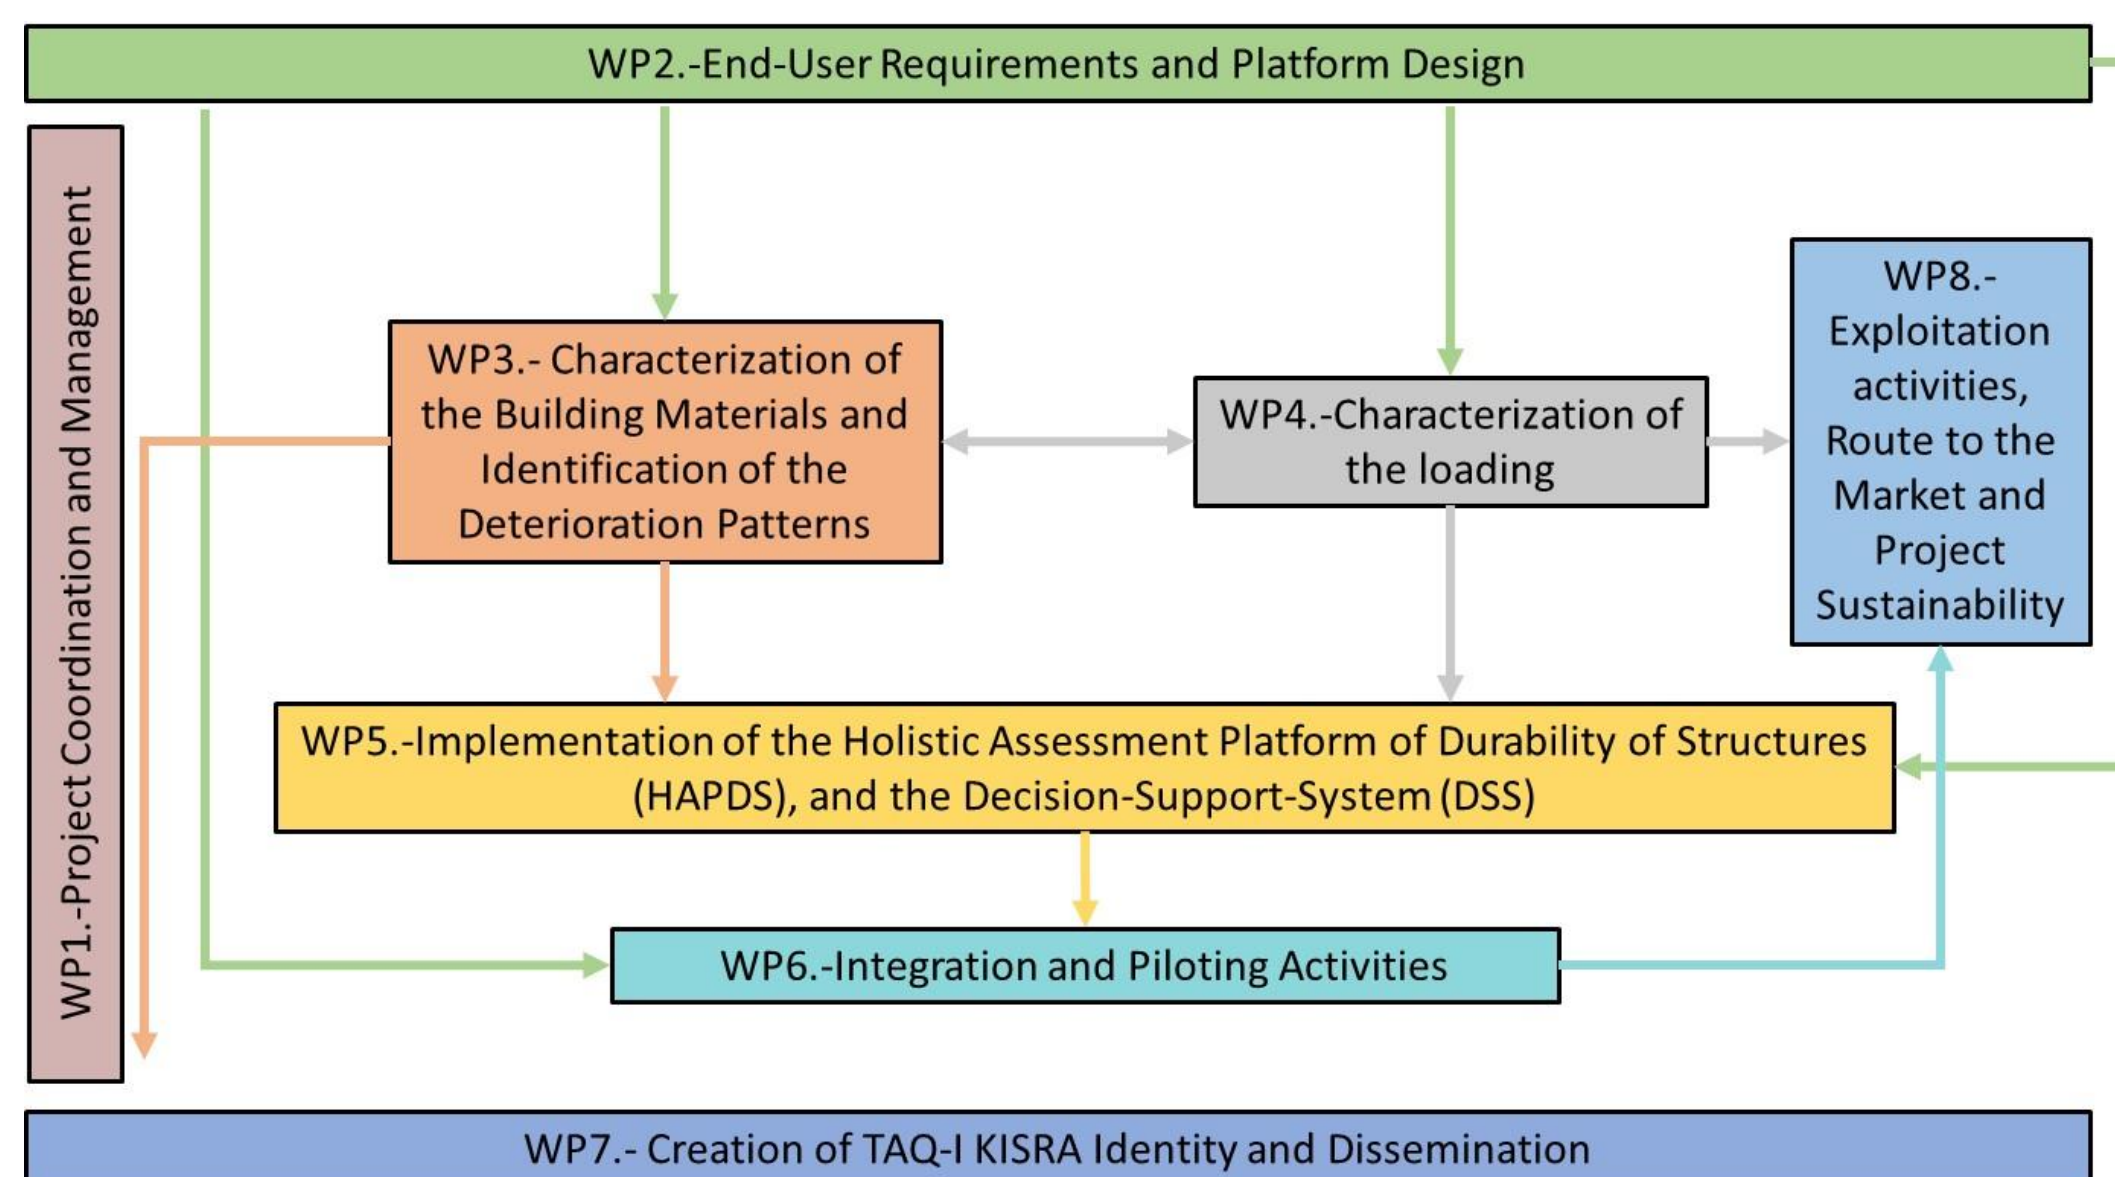 WP2.-End-User Requirements and Platform Design
WP1.-Project Coordination and Management
WP3.- Characterization of
the Building Materials and
Identification of the
Deterioration Patterns
WP4.-Characterization of
the loading
WP8.-
Exploitation
activities,
Route to the
Market and
Project
Sustainability
WP5.-Implementation of the Holistic Assessment Platform of Durability of Structures
(HAPDS), and the Decision-Support-System (DSS)
WP6.-Integration and Piloting Activities
WP7.- Creation of TAQ-I KISRA Identity and Dissemination